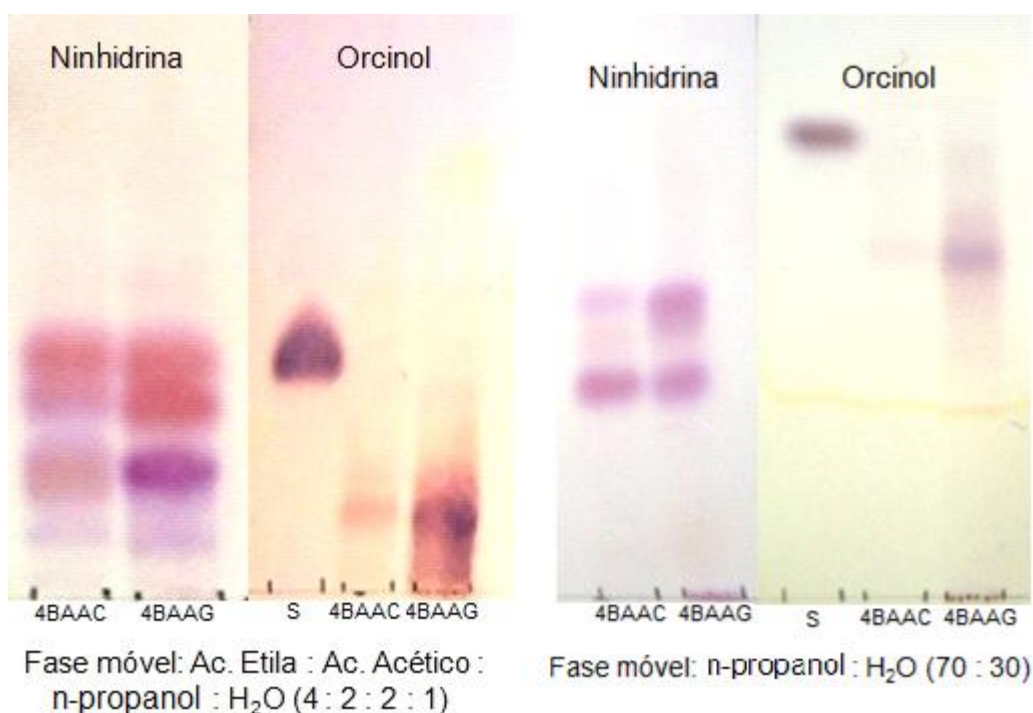 Ninhidrina
Orcinol
4BAAC 4BAAG
S 4BAAC 4BAAG
Fase móvel: Ac. Etila : Ac. Acético :
n-propanol : H₂O (4 : 2 : 2 : 1)
Ninhidrina
Orcinol
4BAAC 4BAAG
S 4BAAC 4BAAG
Fase móvel: n-propanol : H₂O (70 : 30)